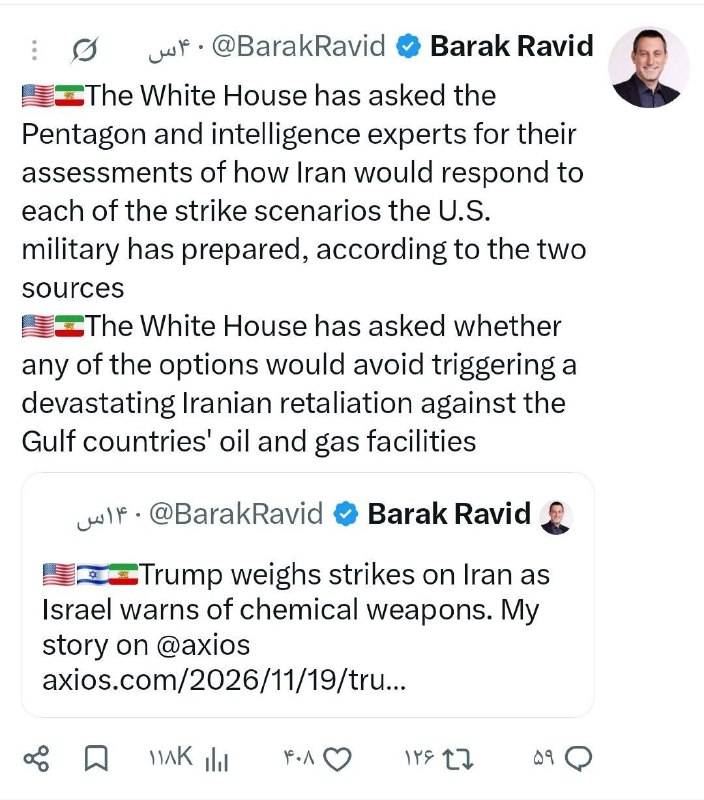 Barak Ravid @BarakRavid · ۴س
🇺🇸🇮🇷The White House has asked the
Pentagon and intelligence experts for their
assessments of how Iran would respond to
each of the strike scenarios the U.S.
military has prepared, according to the two
sources
🇺🇸🇮🇷The White House has asked whether
any of the options would avoid triggering a
devastating Iranian retaliation against the
Gulf countries' oil and gas facilities
Barak Ravid @BarakRavid · ۱۴س
🇺🇸🇮🇱🇮🇷Trump weighs strikes on Iran as
Israel warns of chemical weapons. My
story on @axios
axios.com/2026/11/19/tru...
۱۱۸K ۴۰۸ ۱۲۶ ۵۹